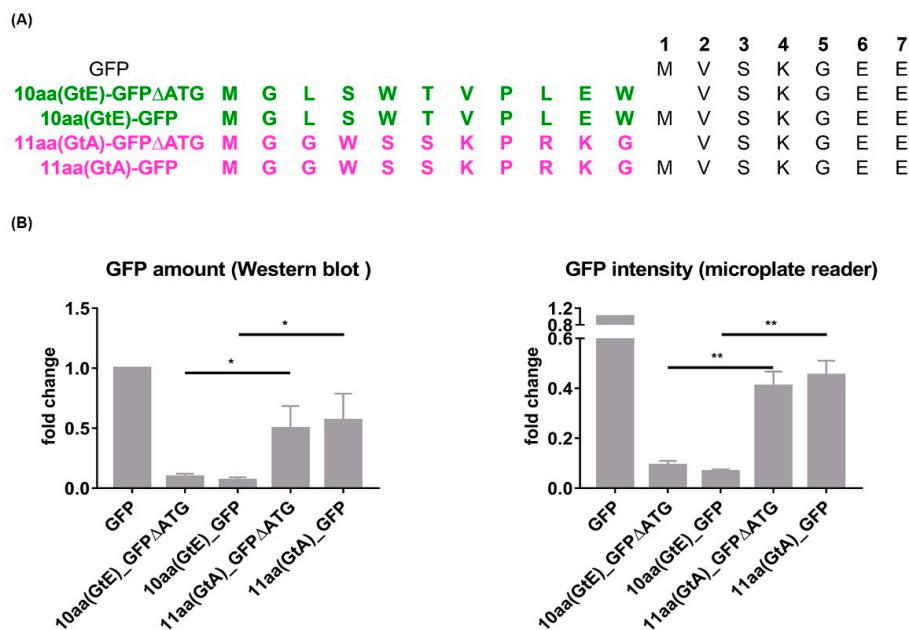 (A)
1 2 3 4 5 6 7
GFP M V S K G E E
10aa(GtE)-GFPΔATG M G L S W T V P L E W V S K G E E
10aa(GtE)-GFP M G L S W T V P L E W M V S K G E E
11aa(GtA)-GFPΔATG M G G W S S K P R K G V S K G E E
11aa(GtA)-GFP M G G W S S K P R K G M V S K G E E
(B)
GFP amount (Western blot )
fold change
1.5
1.0
0.5
0.0
*
*
GFP
10aa(GtE)_GFPΔATG
10aa(GtE)_GFP
11aa(GtA)_GFPΔATG
11aa(GtA)_GFP
GFP intensity (microplate reader)
fold change
1.2
0.8
0.6
0.4
0.2
0.0
**
**
GFP
10aa(GtE)_GFPΔATG
10aa(GtE)_GFP
11aa(GtA)_GFPΔATG
11aa(GtA)_GFP